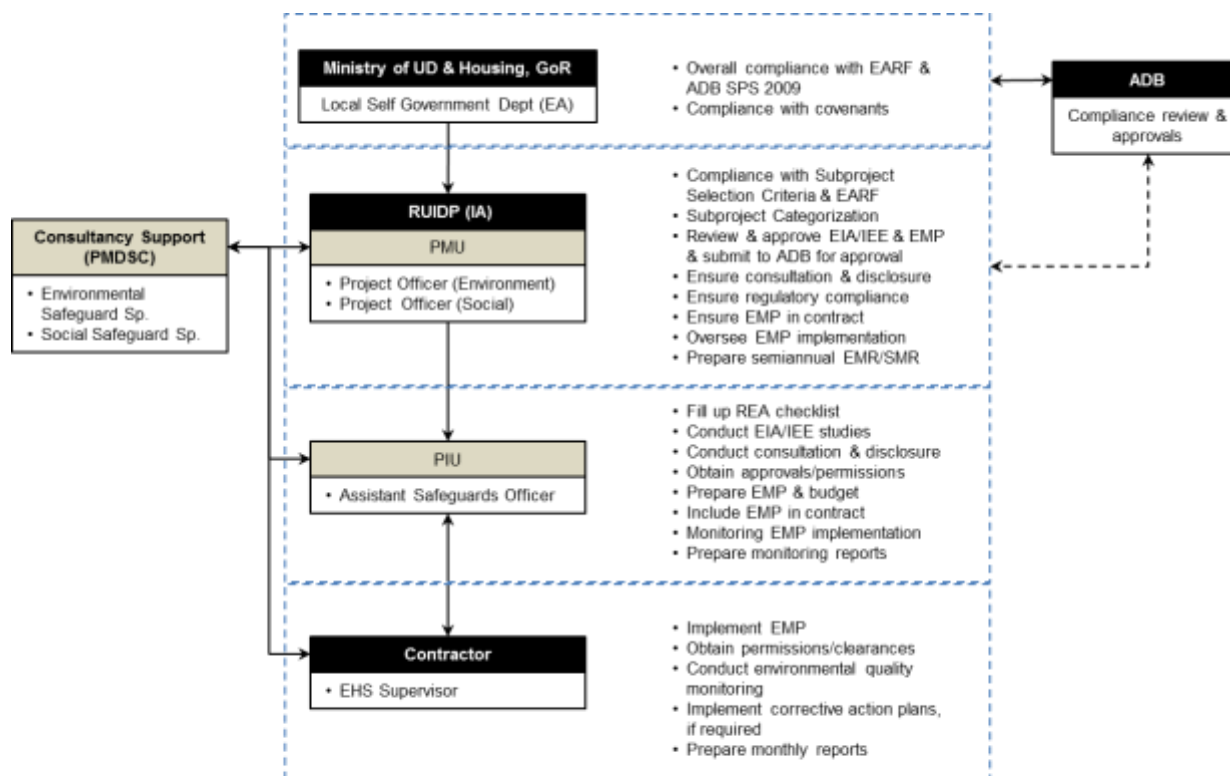 Ministry of UD & Housing, GoR
Local Self Government Dept (EA)
• Overall compliance with EARF &
ADB SPS 2009
• Compliance with covenants
ADB
Compliance review &
approvals
Consultancy Support
(PMDSC)
• Environmental
Safeguard Sp.
• Social Safeguard Sp.
RUIDP (IA)
PMU
• Project Officer (Environment)
• Project Officer (Social)
• Compliance with Subproject
Selection Criteria & EARF
• Subproject Categorization
• Review & approve EIA/IEE & EMP
& submit to ADB for approval
• Ensure consultation & disclosure
• Ensure regulatory compliance
• Ensure EMP in contract
• Oversee EMP implementation
• Prepare semiannual EMR/SMR
PIU
• Assistant Safeguards Officer
• Fill up REA checklist
• Conduct EIA/IEE studies
• Conduct consultation & disclosure
• Obtain approvals/permissions
• Prepare EMP & budget
• Include EMP in contract
• Monitoring EMP implementation
• Prepare monitoring reports
Contractor
• EHS Supervisor
• Implement EMP
• Obtain permissions/clearances
• Conduct environmental quality
monitoring
• Implement corrective action plans,
if required
• Prepare monthly reports